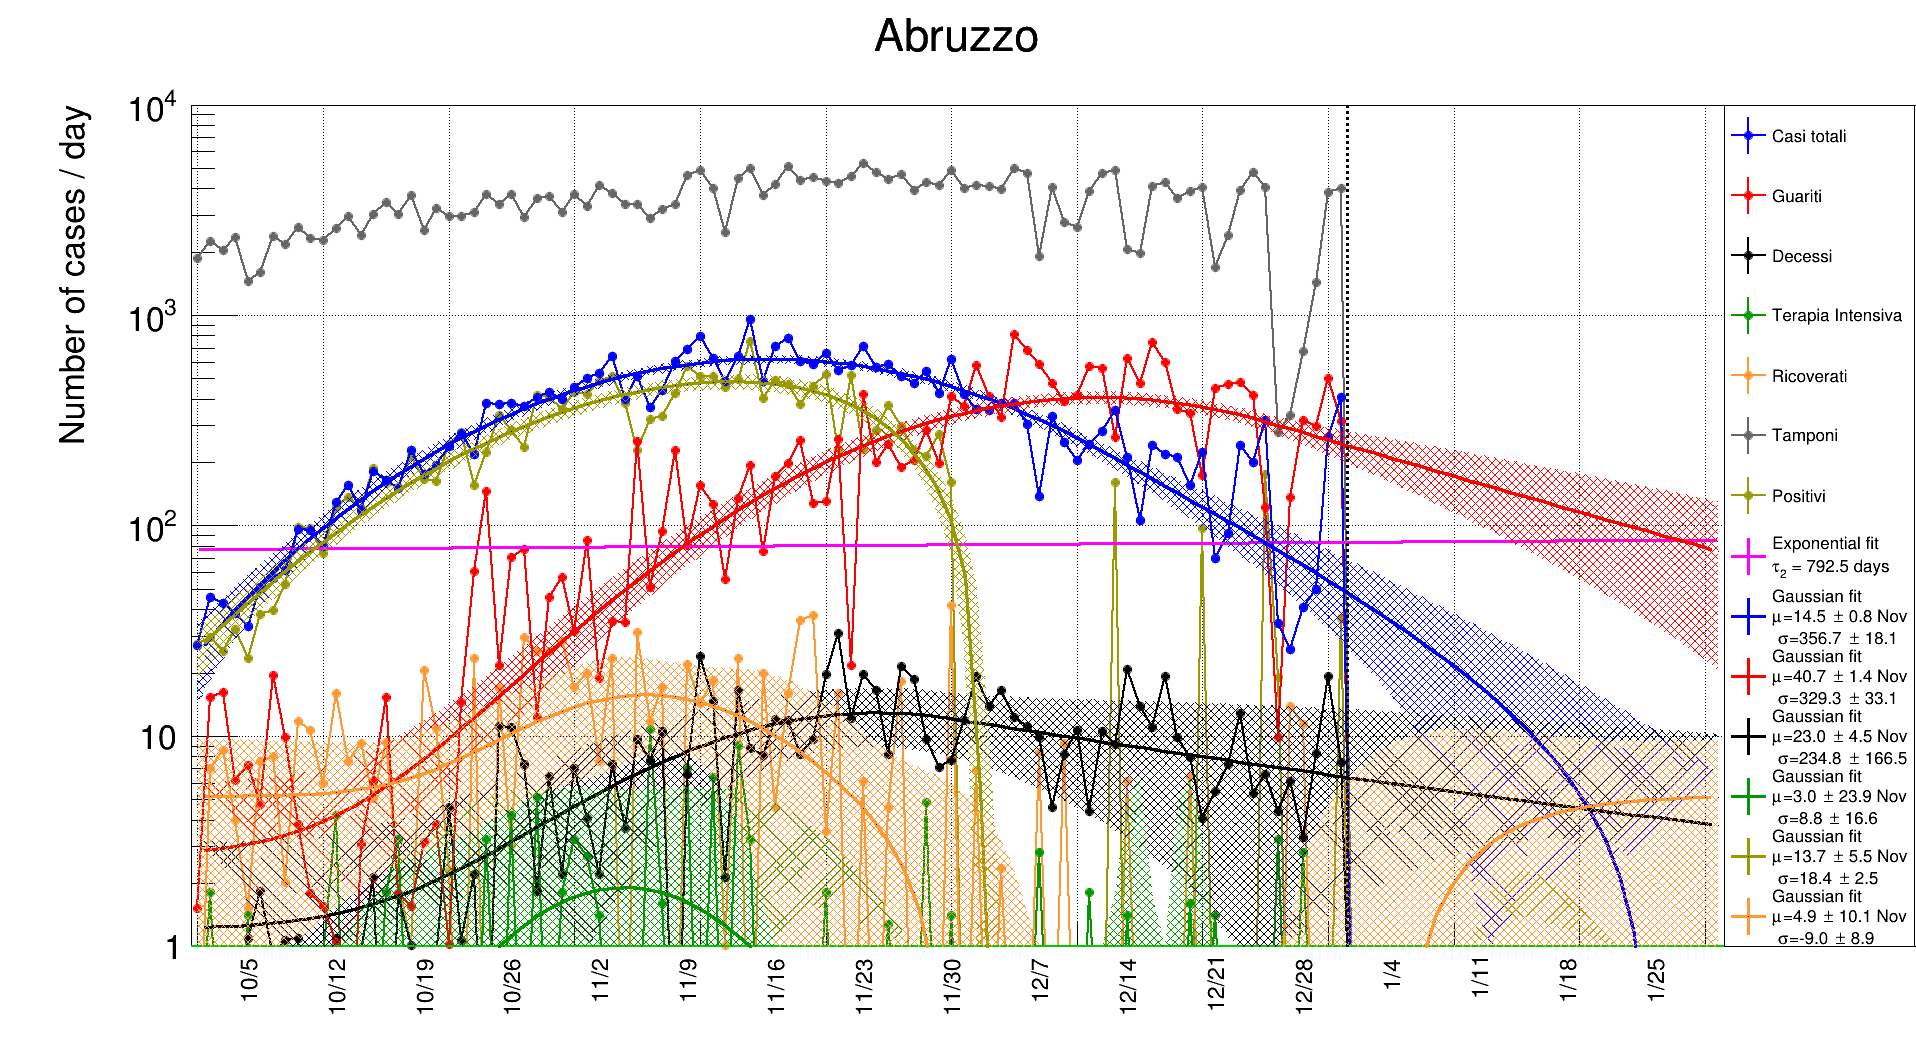 Abruzzo
Number of cases / day
10⁴
10³
10²
10
1
10/5
10/12
10/19
10/26
11/2
11/9
11/16
11/23
11/30
12/7
12/14
12/21
12/28
1/4
1/11
1/18
1/25
Casi totali
Guariti
Decessi
Terapia Intensiva
Ricoverati
Tamponi
Positivi
Exponential fit
τ₂ = 792.5 days
Gaussian fit
μ=14.5 ± 0.8 Nov
σ=356.7 ± 18.1
Gaussian fit
μ=40.7 ± 1.4 Nov
σ=329.3 ± 33.1
Gaussian fit
μ=23.0 ± 4.5 Nov
σ=234.8 ± 166.5
Gaussian fit
μ=3.0 ± 23.9 Nov
σ=8.8 ± 16.6
Gaussian fit
μ=13.7 ± 5.5 Nov
σ=18.4 ± 2.5
Gaussian fit
μ=4.9 ± 10.1 Nov
σ=-9.0 ± 8.9